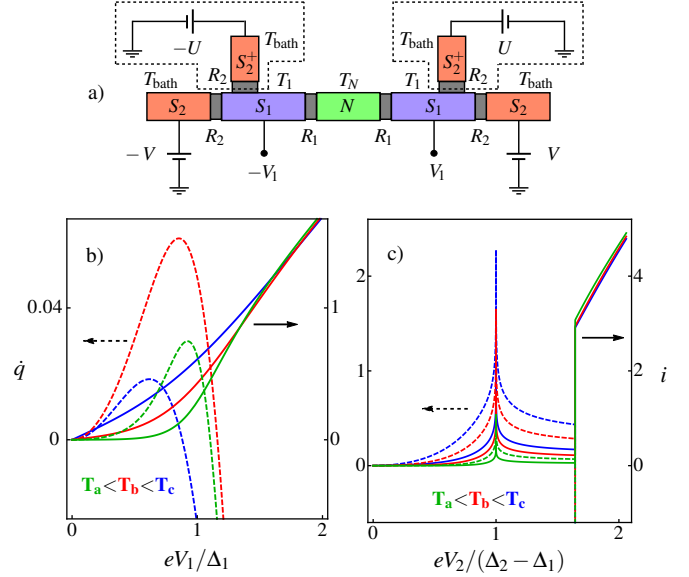 −U T_bath T_bath U
S_2^+ S_2^+
T_bath R_2 T_1 T_N T_1 R_2 T_bath
a) S_2 S_1 N S_1 S_2
R_2 R_1 R_1 R_2
−V −V_1 V_1 V
b) c)
2
0.04 1 4
q̇ 1 2 i
0 0 0 0
T_a<T_b<T_c T_a<T_b<T_c
0 1 2 0 1 2
eV_1/Δ_1 eV_2/(Δ_2 − Δ_1)